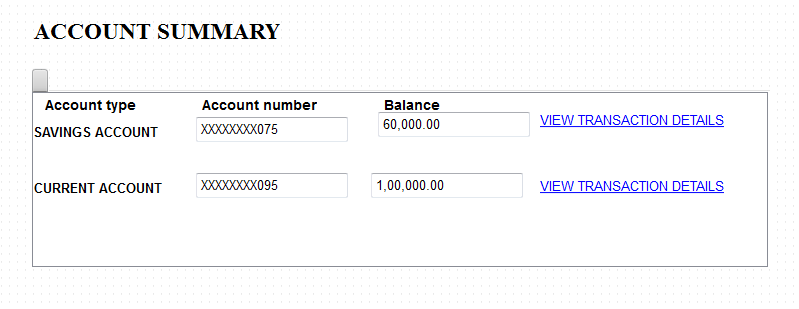 ACCOUNT SUMMARY
Account type Account number Balance
SAVINGS ACCOUNT XXXXXXXX075 60,000.00 VIEW TRANSACTION DETAILS
CURRENT ACCOUNT XXXXXXXX095 1,00,000.00 VIEW TRANSACTION DETAILS